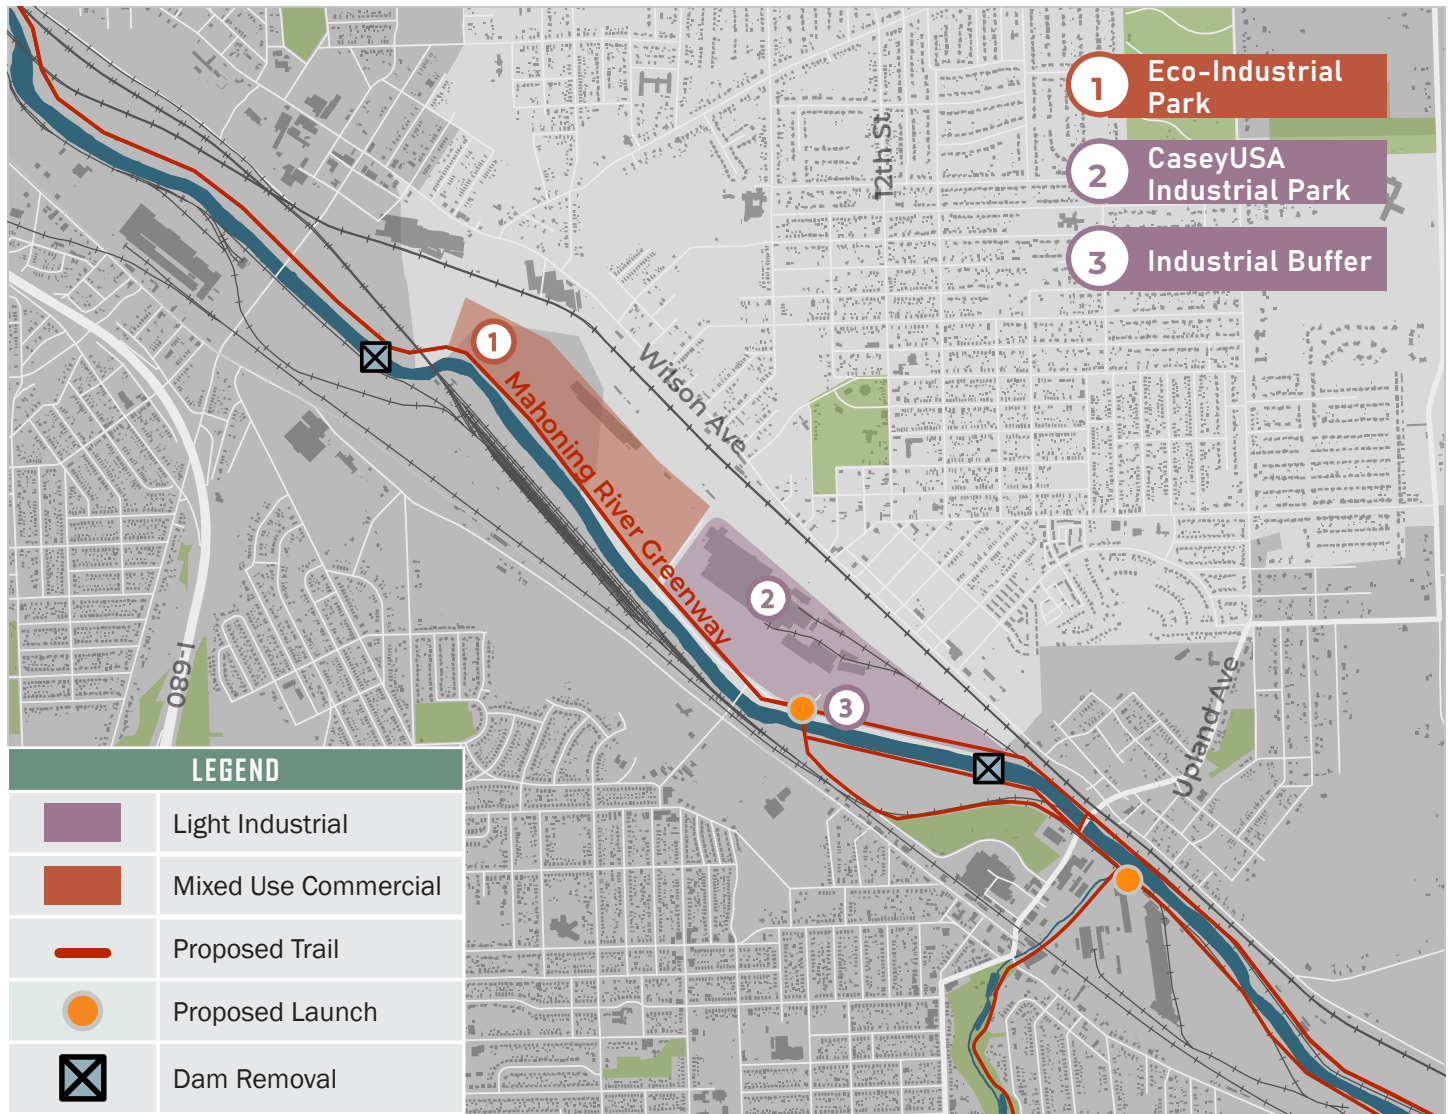 1
Eco-Industrial
Park
2
CaseyUSA
Industrial Park
3
Industrial Buffer
12th St
1
Wilson Ave
Mahoning River Greenway
2
3
I-680
Upland Ave
LEGEND
Light Industrial
Mixed Use Commercial
Proposed Trail
Proposed Launch
Dam Removal